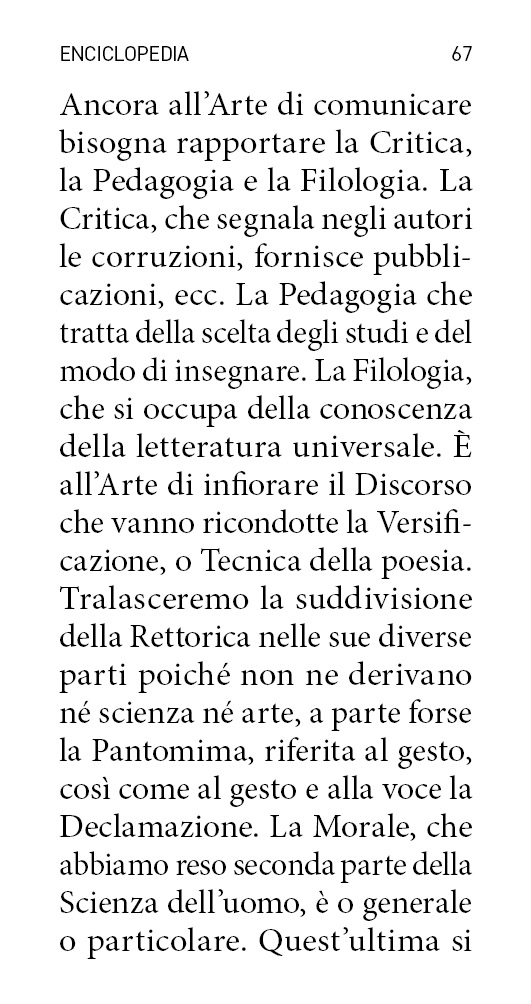 ENCICLOPEDIA 67
Ancora all’Arte di comunicare
bisogna rapportare la Critica,
la Pedagogia e la Filologia. La
Critica, che segnala negli autori
le corruzioni, fornisce pubbli-
cazioni, ecc. La Pedagogia che
tratta della scelta degli studi e del
modo di insegnare. La Filologia,
che si occupa della conoscenza
della letteratura universale. È
all’Arte di infiorare il Discorso
che vanno ricondotte la Versifi-
cazione, o Tecnica della poesia.
Tralasceremo la suddivisione
della Rettorica nelle sue diverse
parti poiché non ne derivano
né scienza né arte, a parte forse
la Pantomima, riferita al gesto,
così come al gesto e alla voce la
Declamazione. La Morale, che
abbiamo reso seconda parte della
Scienza dell’uomo, è o generale
o particolare. Quest’ultima si